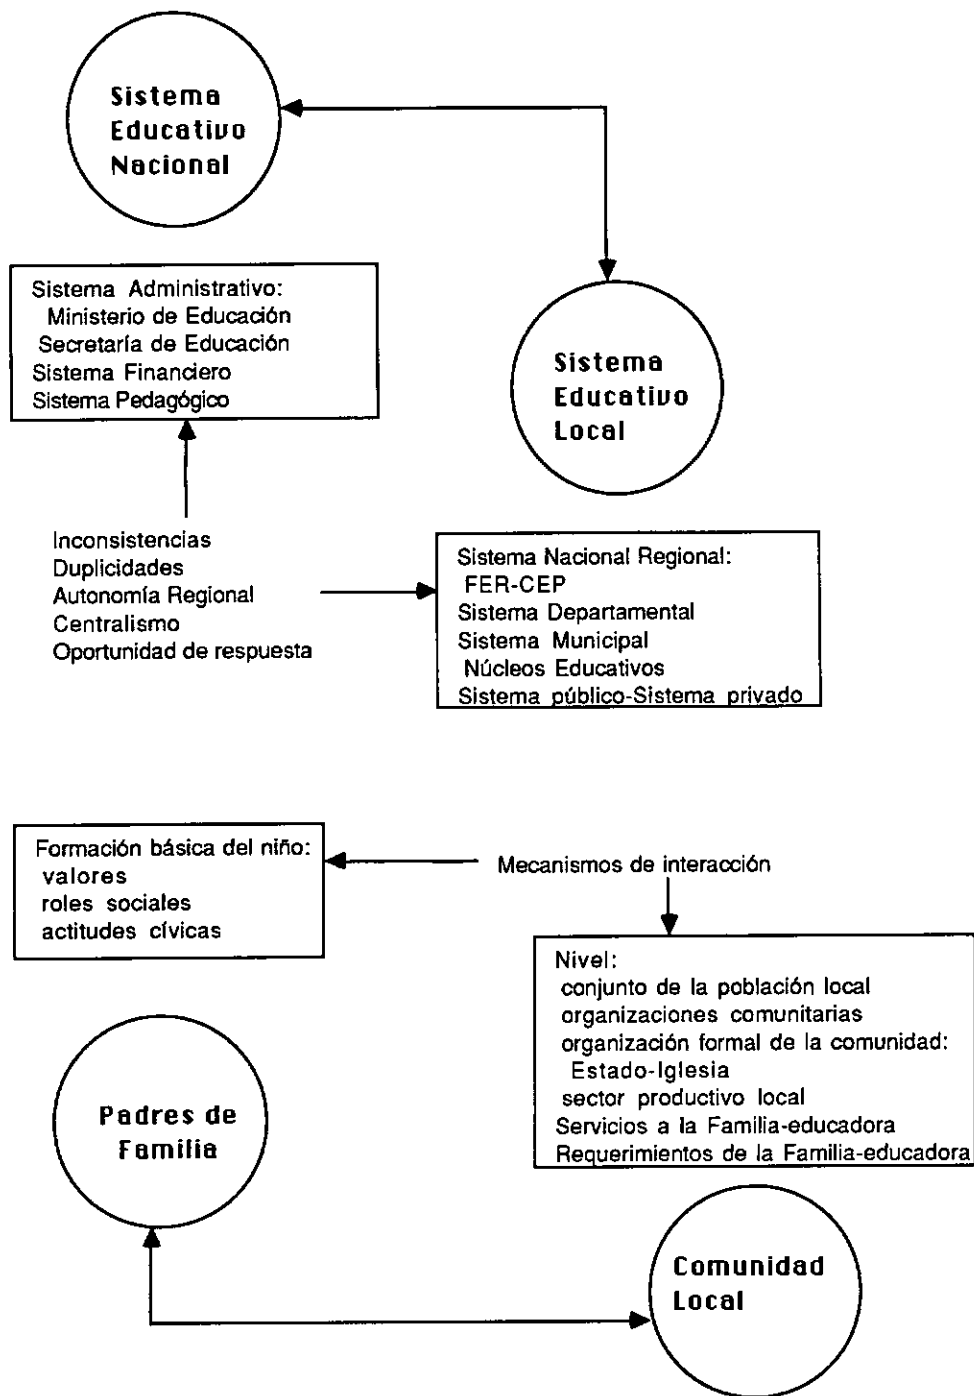 Sistema
Educativo
Nacional
Sistema Administrativo:
Ministerio de Educación
Secretaría de Educación
Sistema Financiero
Sistema Pedagógico
Sistema
Educativo
Local
Inconsistencias
Duplicidades
Autonomía Regional
Centralismo
Oportunidad de respuesta
Sistema Nacional Regional:
FER-CEP
Sistema Departamental
Sistema Municipal
Núcleos Educativos
Sistema público-Sistema privado
Formación básica del niño:
valores
roles sociales
actitudes cívicas
Mecanismos de interacción
Nivel:
conjunto de la población local
organizaciones comunitarias
organización formal de la comunidad:
Estado-Iglesia
sector productivo local
Servicios a la Familia-educadora
Requerimientos de la Familia-educadora
Padres de
Familia
Comunidad
Local